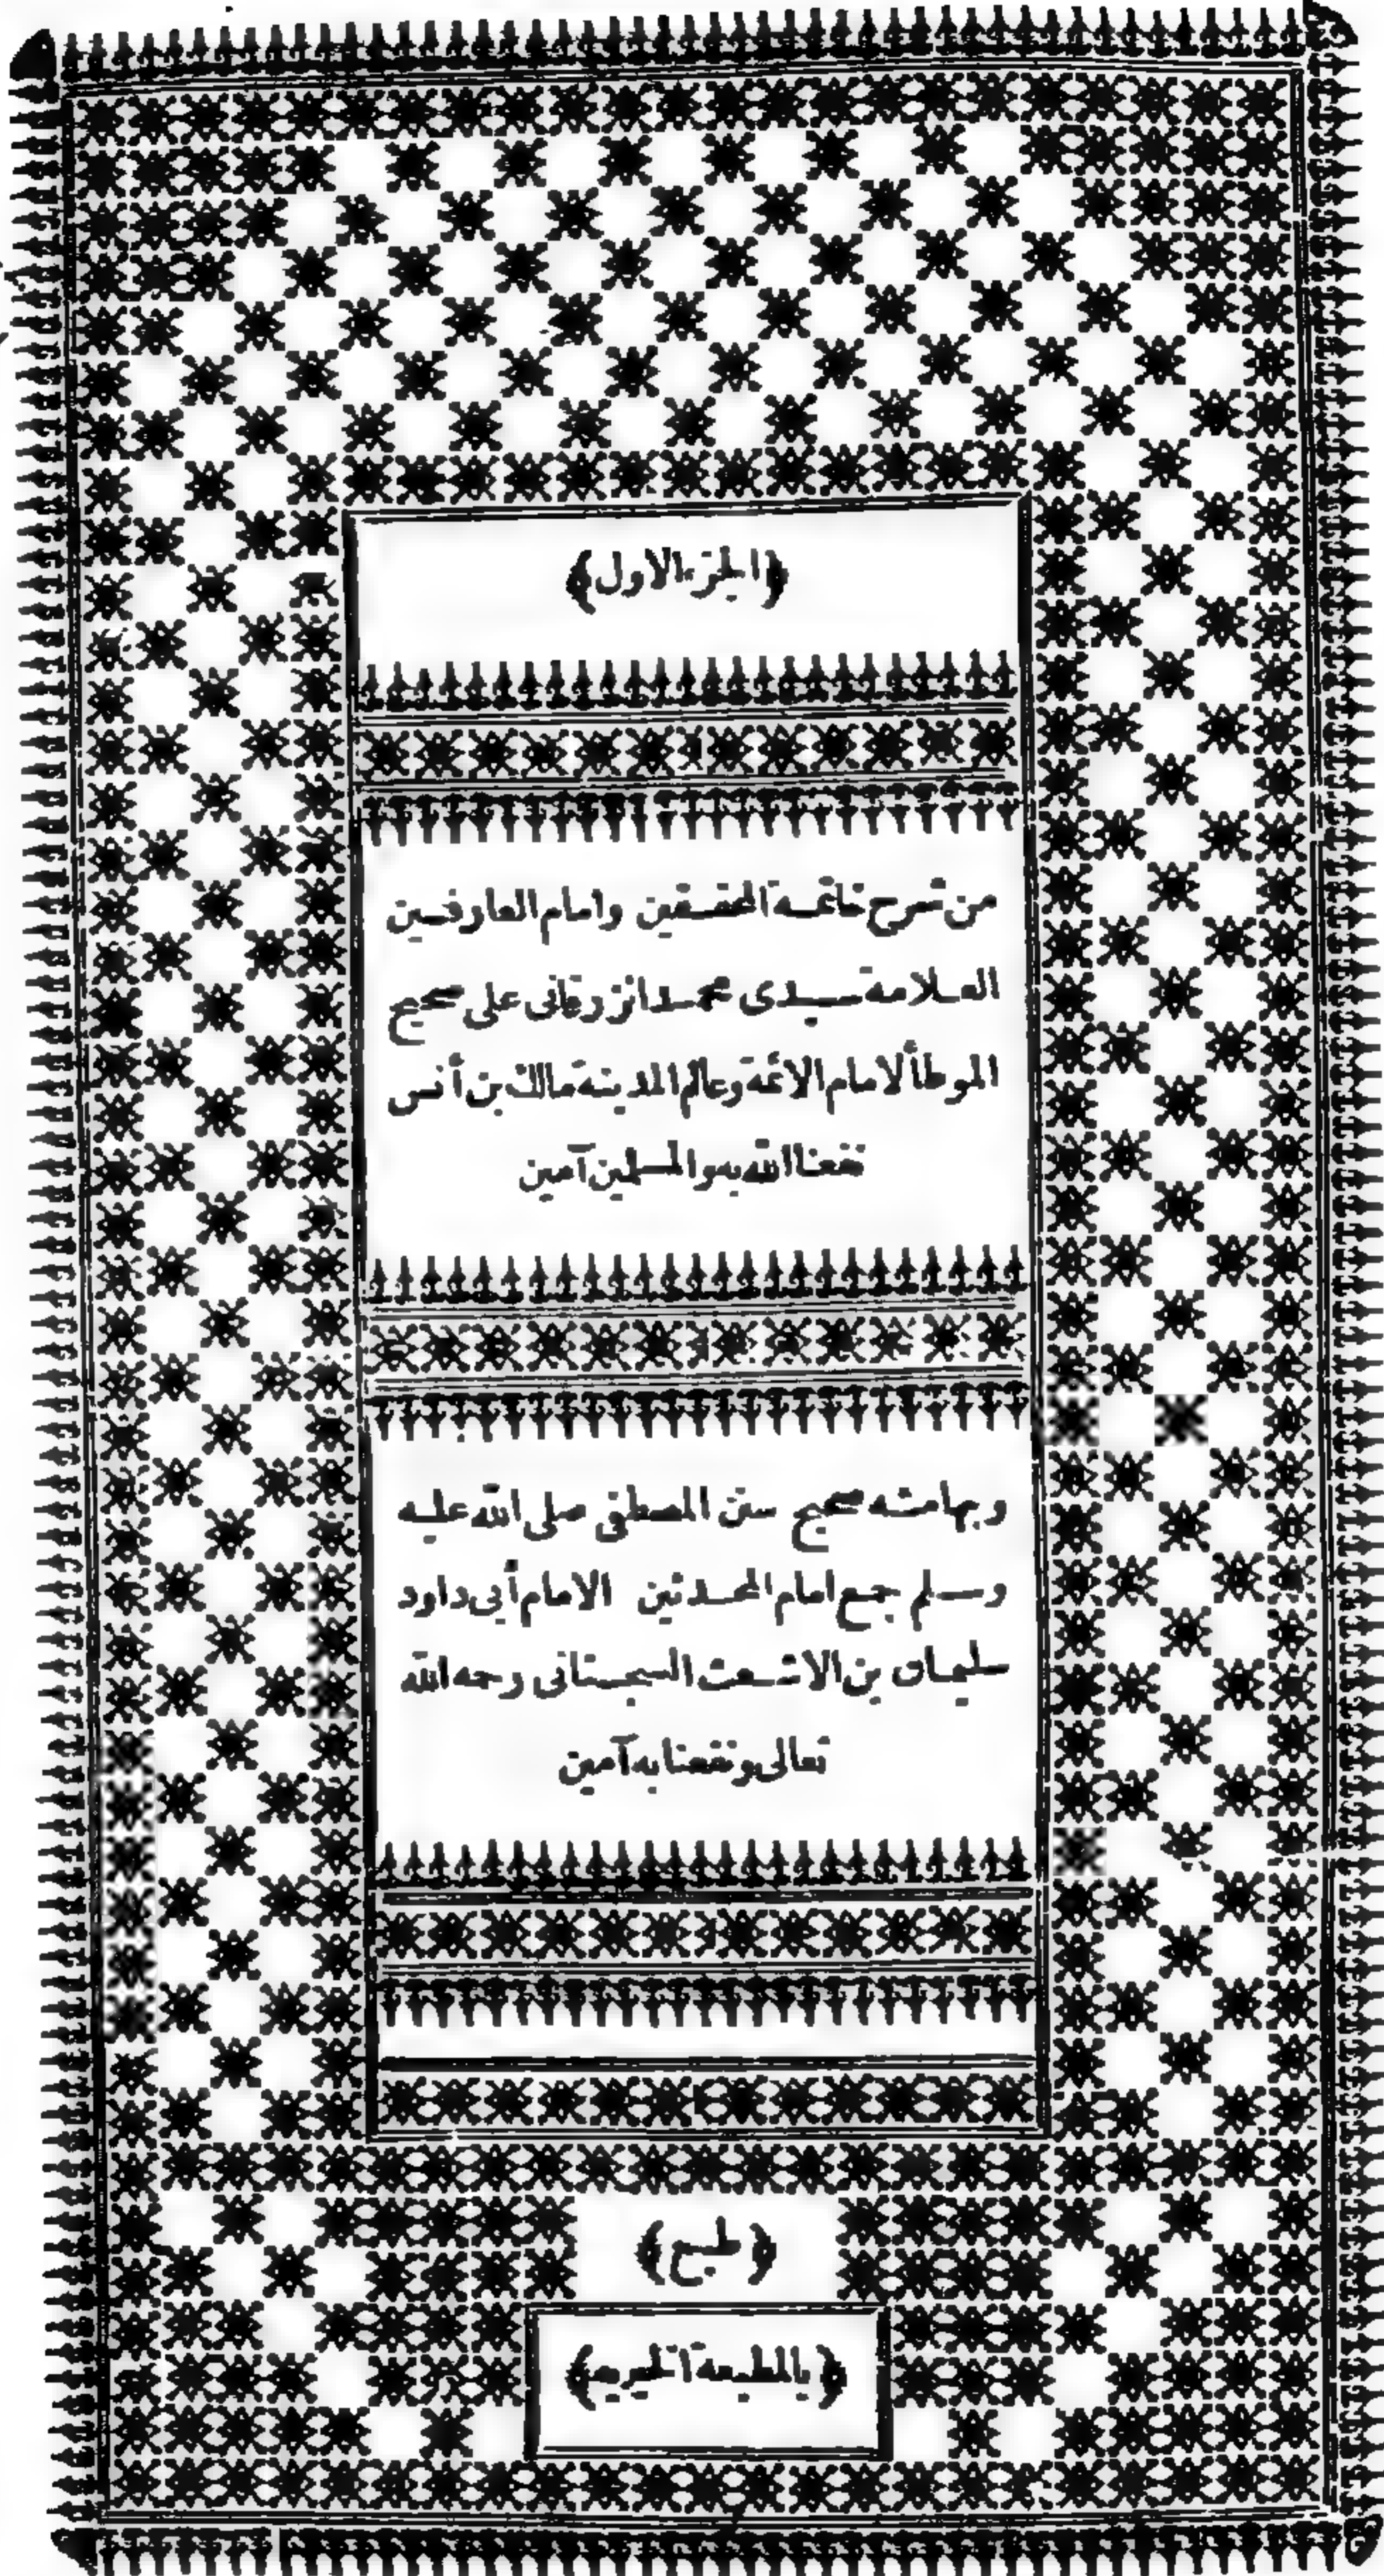 ﴿الجزء الاول﴾
من شرح خاتمة المحققين وامام العارفين
العلامة سيدى محمد الزرقانى على صحيح
الموطأ لامام الائمة وعالم المدينة مالك بن أنس
نفعنا الله به والمسلمين آمين
وبهامشه صحيح سنن المصطفى صلى الله عليه
وسلم جمع امام المحدثين الامام أبى داود
سليمان بن الاشعث السجستانى رحمه الله
تعالى ونفعنا به آمين
﴿طبع﴾
﴿بالمطبعة الخيرية﴾